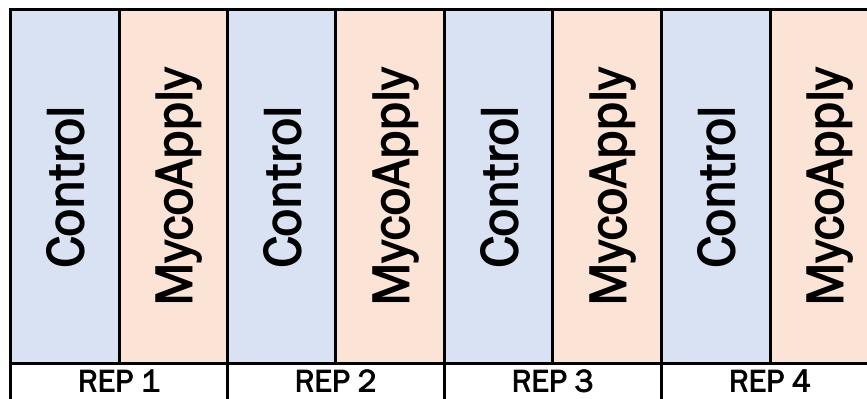 Control
MycoApply
Control
MycoApply
Control
MycoApply
Control
MycoApply
REP 1
REP 2
REP 3
REP 4